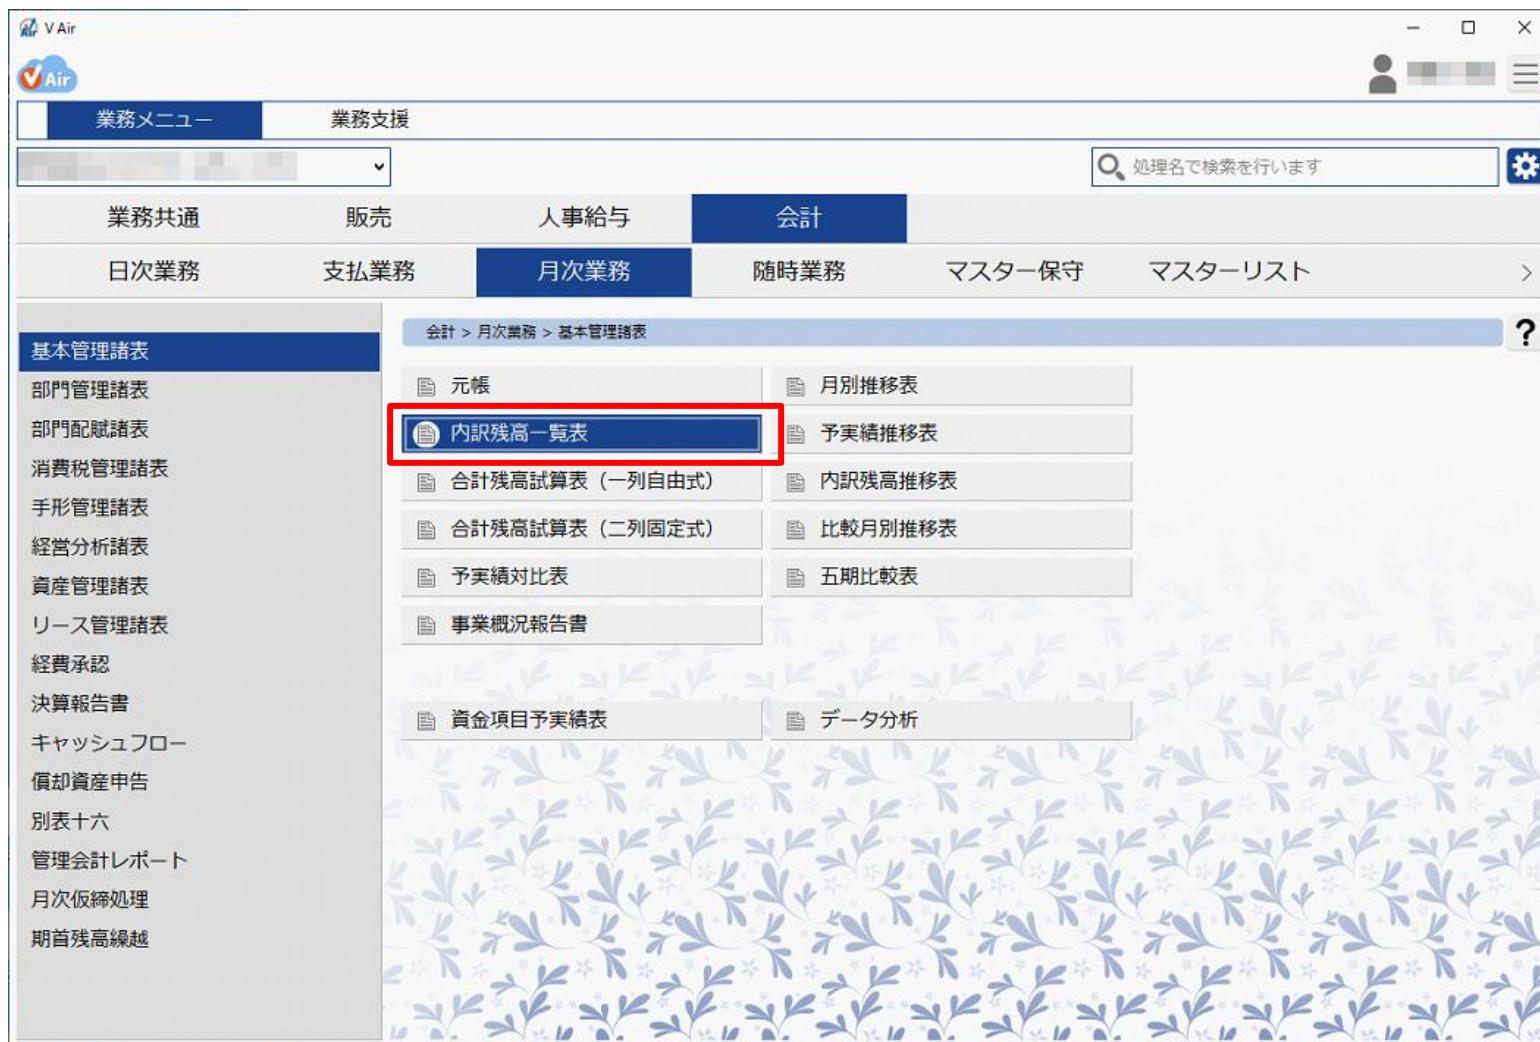 V Air
V Air
業務メニュー 業務支援
処理名で検索を行います
業務共通 販売 人事給与 会計
日次業務 支払業務 月次業務 随時業務 マスター保守 マスターリスト >
会計 > 月次業務 > 基本管理諸表 ?
基本管理諸表
部門管理諸表
部門配賦諸表
消費税管理諸表
手形管理諸表
経営分析諸表
資産管理諸表
リース管理諸表
経費承認
決算報告書
キャッシュフロー
償却資産申告
別表十六
管理会計レポート
月次仮締処理
期首残高繰越
元帳
内訳残高一覧表
合計残高試算表（一列自由式）
合計残高試算表（二列固定式）
予実績対比表
事業概況報告書
資金項目予実績表
月別推移表
予実績推移表
内訳残高推移表
比較月別推移表
五期比較表
データ分析